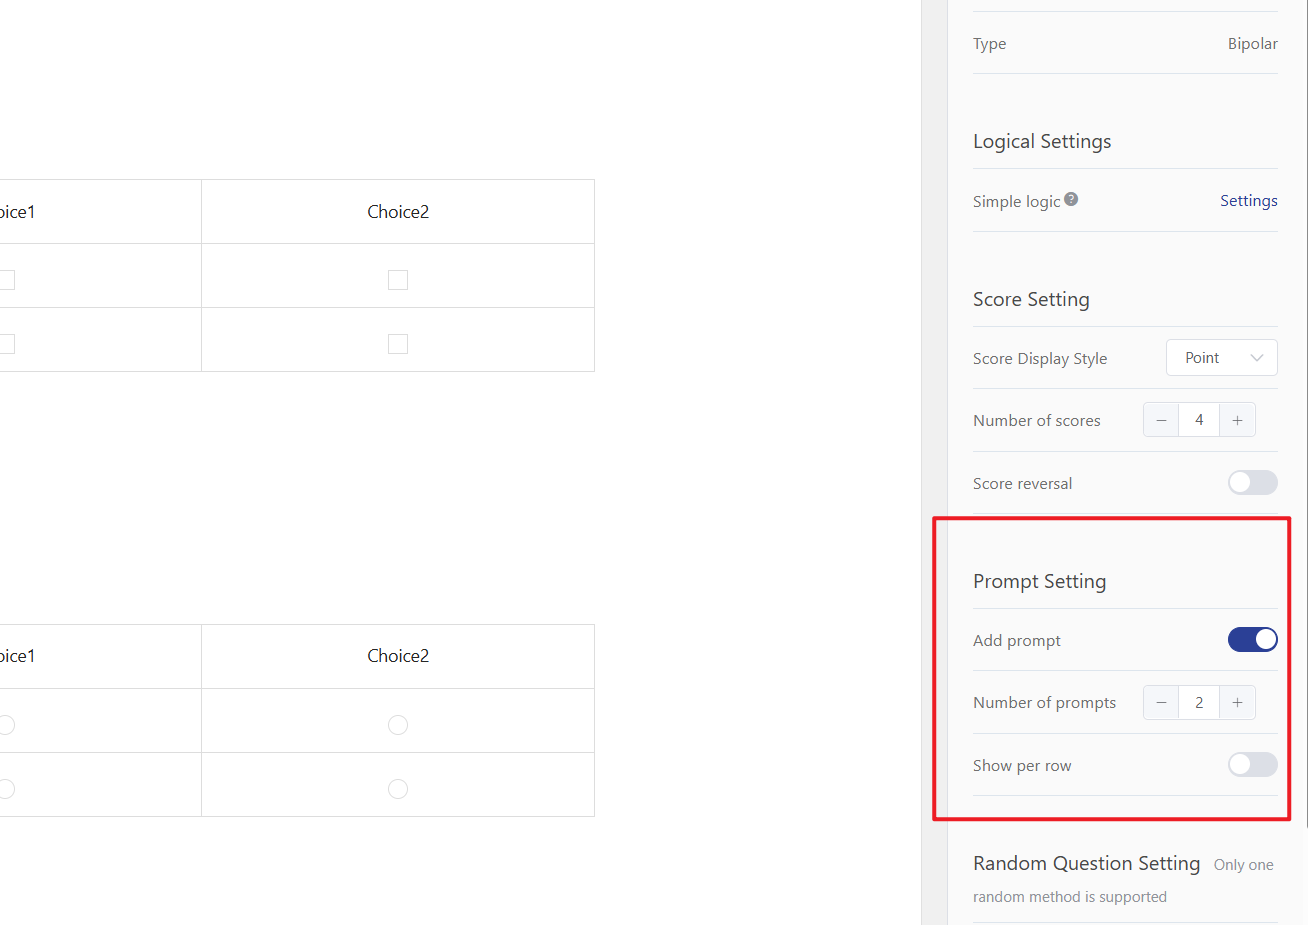 Type Bipolar
Logical Settings
Simple logic ? Settings
oice1 Choice2
Score Setting
Score Display Style Point
Number of scores − 4 +
Score reversal
Prompt Setting
Add prompt
oice1 Choice2
Number of prompts − 2 +
Show per row
Random Question Setting Only one
random method is supported